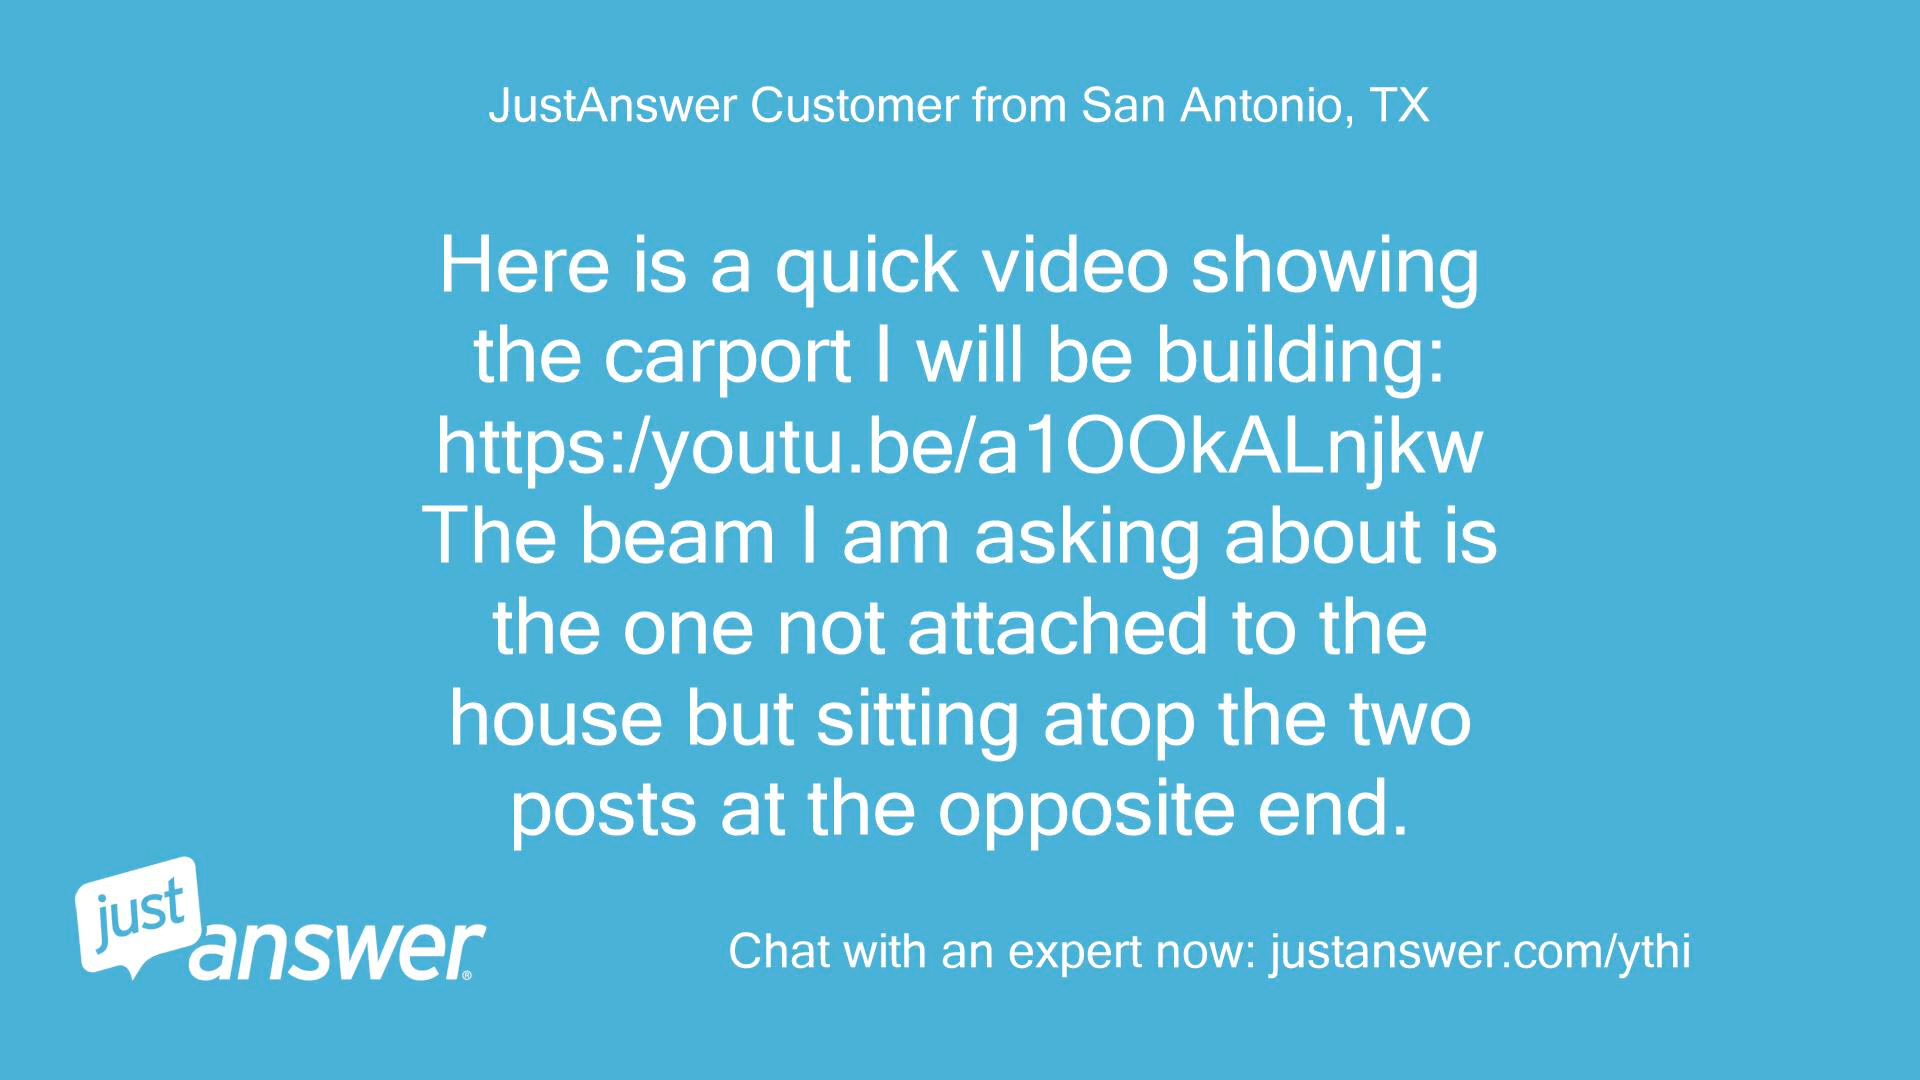 JustAnswer Customer from San Antonio, TX
Here is a quick video showing
the carport I will be building:
https:/youtu.be/a1OOkALnjkw
The beam I am asking about is
the one not attached to the
house but sitting atop the two
posts at the opposite end.
just
answer®
Chat with an expert now: justanswer.com/ythi